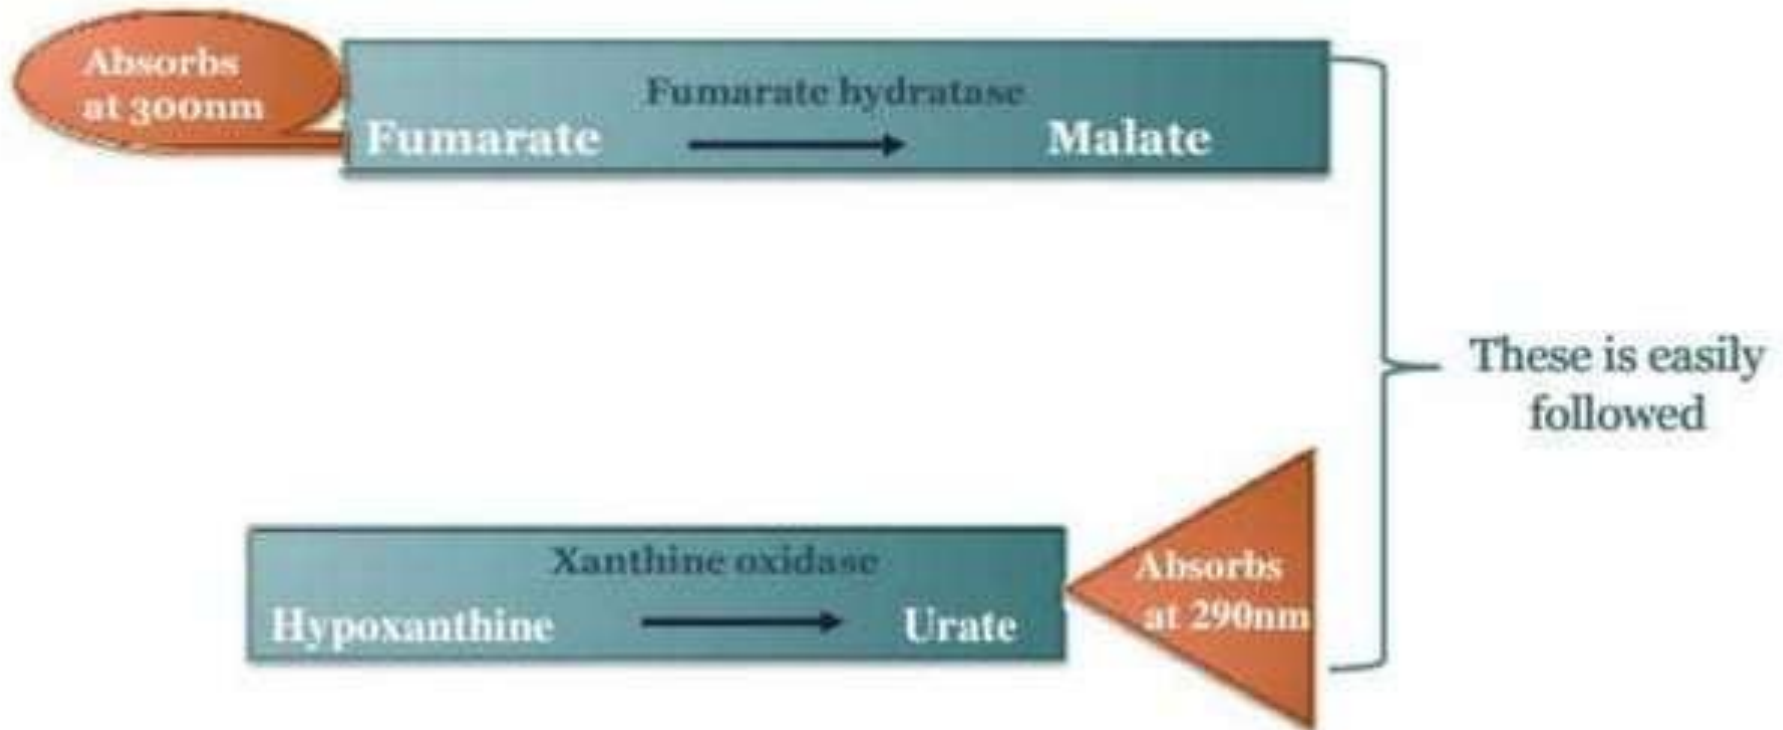 Absorbs
at 300nm
Fumarate hydratase
Fumarate Malate
These is easily
followed
Xanthine oxidase
Hypoxanthine Urate
Absorbs
at 290nm